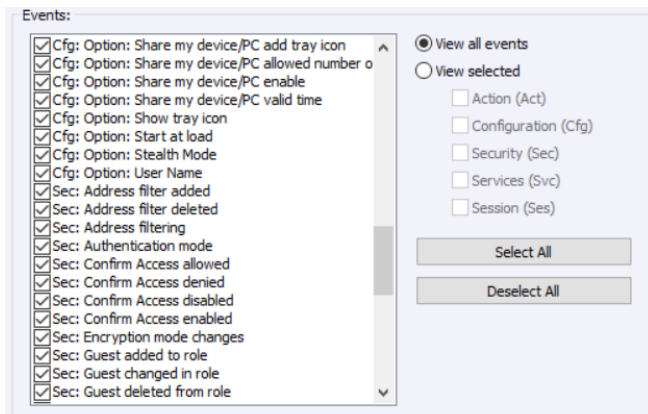 Events:
Cfg: Option: Share my device/PC add tray icon
Cfg: Option: Share my device/PC allowed number o
Cfg: Option: Share my device/PC enable
Cfg: Option: Share my device/PC valid time
Cfg: Option: Show tray icon
Cfg: Option: Start at load
Cfg: Option: Stealth Mode
Cfg: Option: User Name
Sec: Address filter added
Sec: Address filter deleted
Sec: Address filtering
Sec: Authentication mode
Sec: Confirm Access allowed
Sec: Confirm Access denied
Sec: Confirm Access disabled
Sec: Confirm Access enabled
Sec: Encryption mode changes
Sec: Guest added to role
Sec: Guest changed in role
Sec: Guest deleted from role
View all events
View selected
Action (Act)
Configuration (Cfg)
Security (Sec)
Services (Svc)
Session (Ses)
Select All
Deselect All